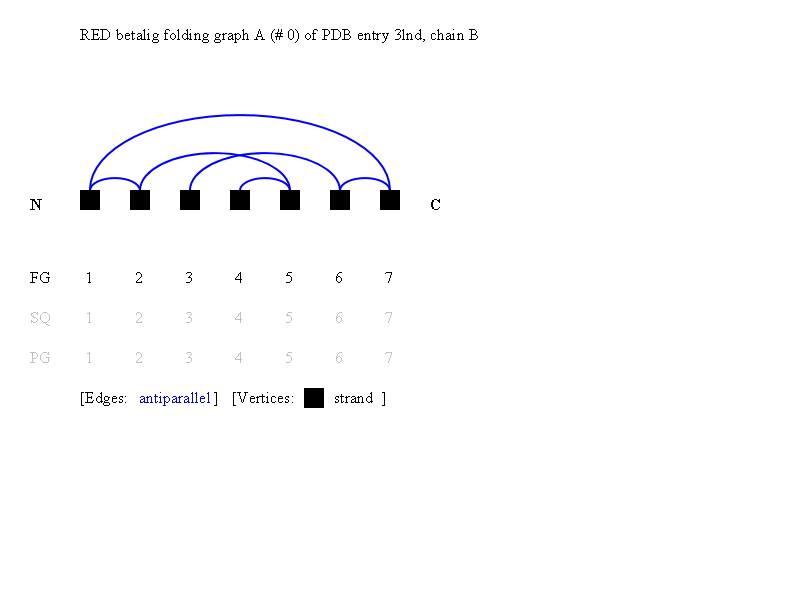 RED betalig folding graph A (# 0) of PDB entry 3lnd, chain B
N C
FG 1 2 3 4 5 6 7
SQ 1 2 3 4 5 6 7
PG 1 2 3 4 5 6 7
[Edges: antiparallel ] [Vertices: strand ]